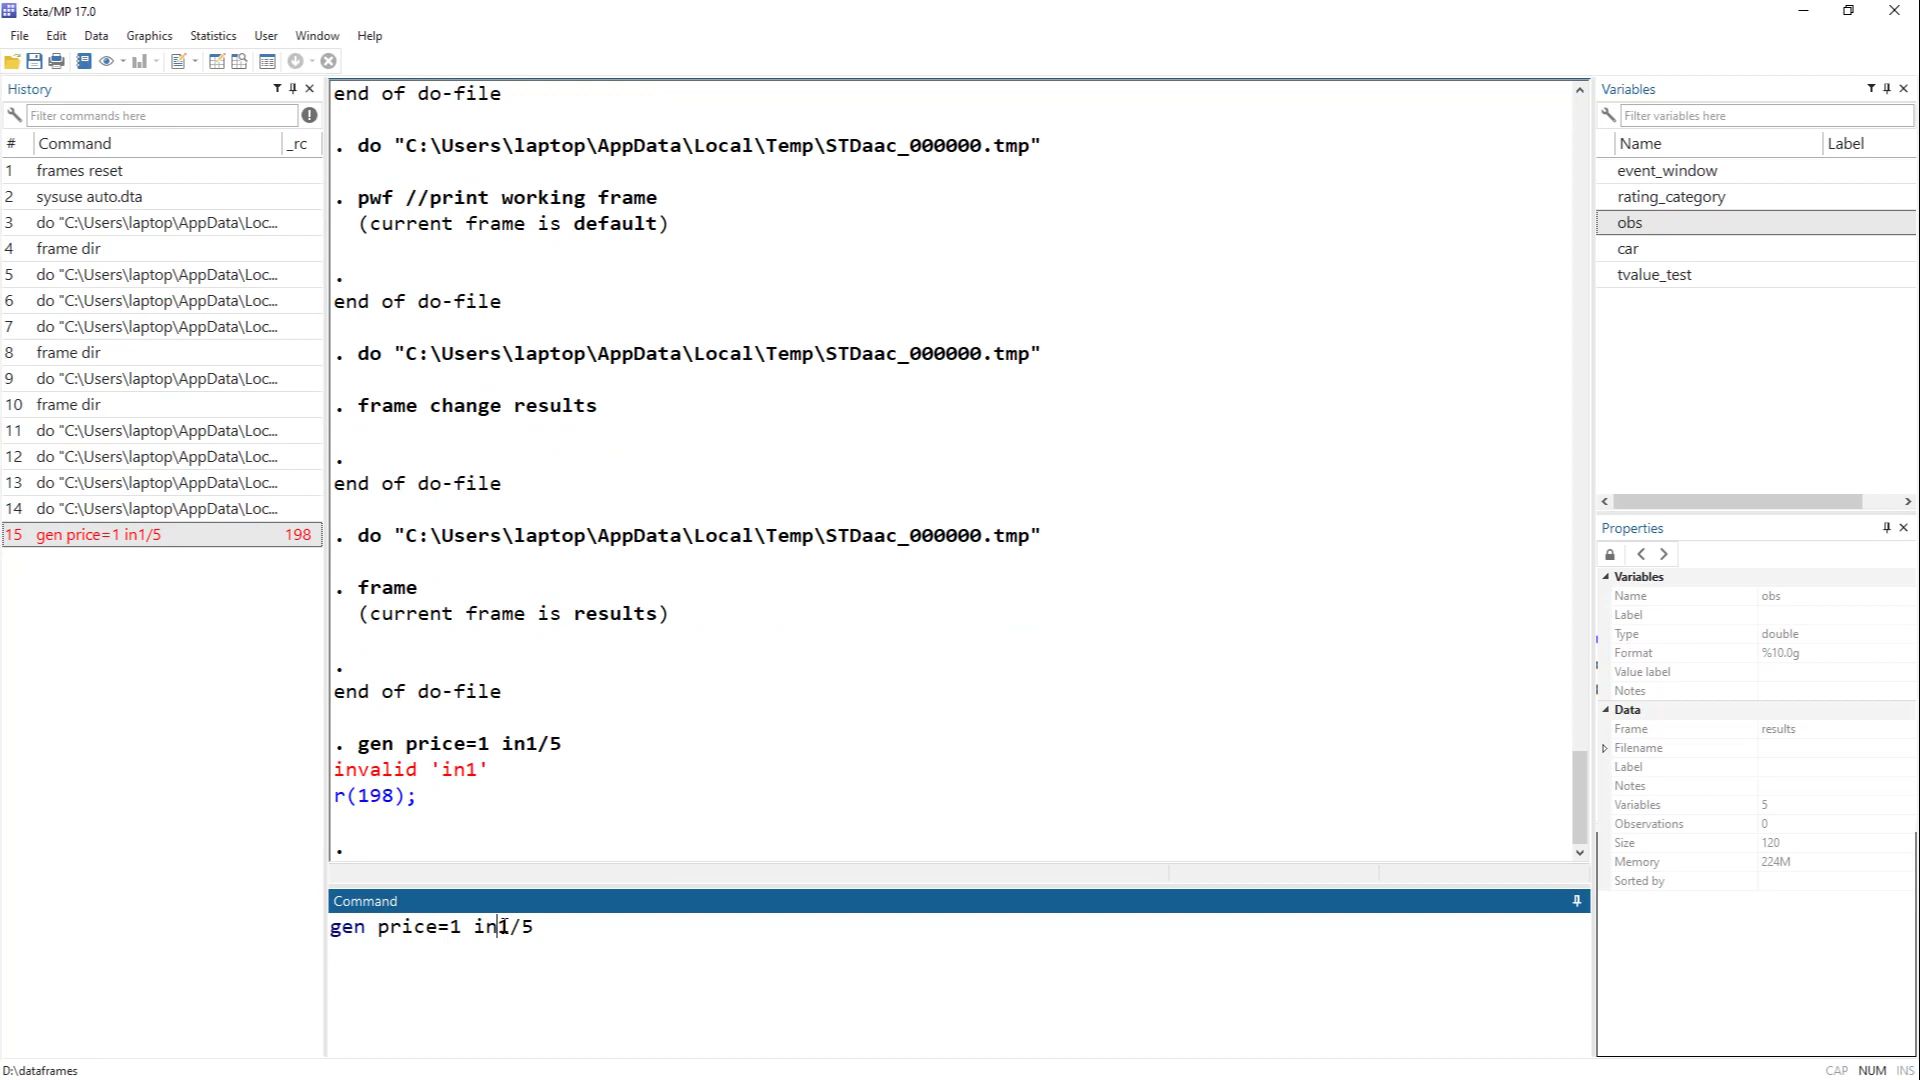 Stata/MP 17.0
File Edit Data Graphics Statistics User Window Help
History
Filter commands here
# Command _rc
1 frames reset
2 sysuse auto.dta
3 do "C:\Users\laptop\AppData\Loc...
4 frame dir
5 do "C:\Users\laptop\AppData\Loc...
6 do "C:\Users\laptop\AppData\Loc...
7 do "C:\Users\laptop\AppData\Loc...
8 frame dir
9 do "C:\Users\laptop\AppData\Loc...
10 frame dir
11 do "C:\Users\laptop\AppData\Loc...
12 do "C:\Users\laptop\AppData\Loc...
13 do "C:\Users\laptop\AppData\Loc...
14 do "C:\Users\laptop\AppData\Loc...
15 gen price=1 in1/5 198
end of do-file
. do "C:\Users\laptop\AppData\Local\Temp\STDaac_000000.tmp"
. pwf //print working frame
(current frame is default)
.
end of do-file
. do "C:\Users\laptop\AppData\Local\Temp\STDaac_000000.tmp"
. frame change results
.
end of do-file
. do "C:\Users\laptop\AppData\Local\Temp\STDaac_000000.tmp"
. frame
(current frame is results)
.
end of do-file
. gen price=1 in1/5
invalid 'in1'
r(198);
.
Command
gen price=1 in1/5
Variables
Filter variables here
Name Label
event_window
rating_category
obs
car
tvalue_test
Properties
Variables
Name obs
Label
Type double
Format %10.0g
Value label
Notes
Data
Frame results
Filename
Label
Notes
Variables 5
Observations 0
Size 120
Memory 224M
Sorted by
D:\dataframes
CAP NUM INS